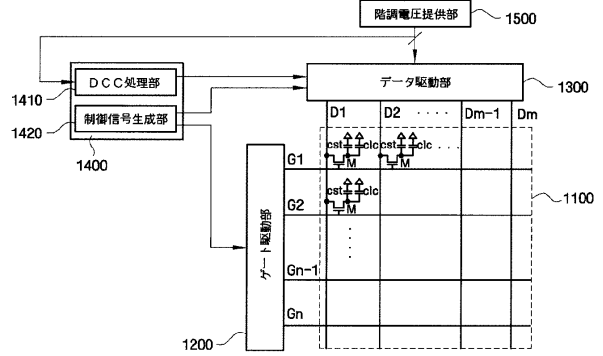 階調電圧提供部
1500
DCC処理部
1410
制御信号生成部
1420
1400
データ駆動部
1300
D1
D2
Dm-1
Dm
G1
cst
clc
cst
clc
M
M
1100
G2
cst
clc
M
ゲート駆動部
Gn-1
Gn
1200